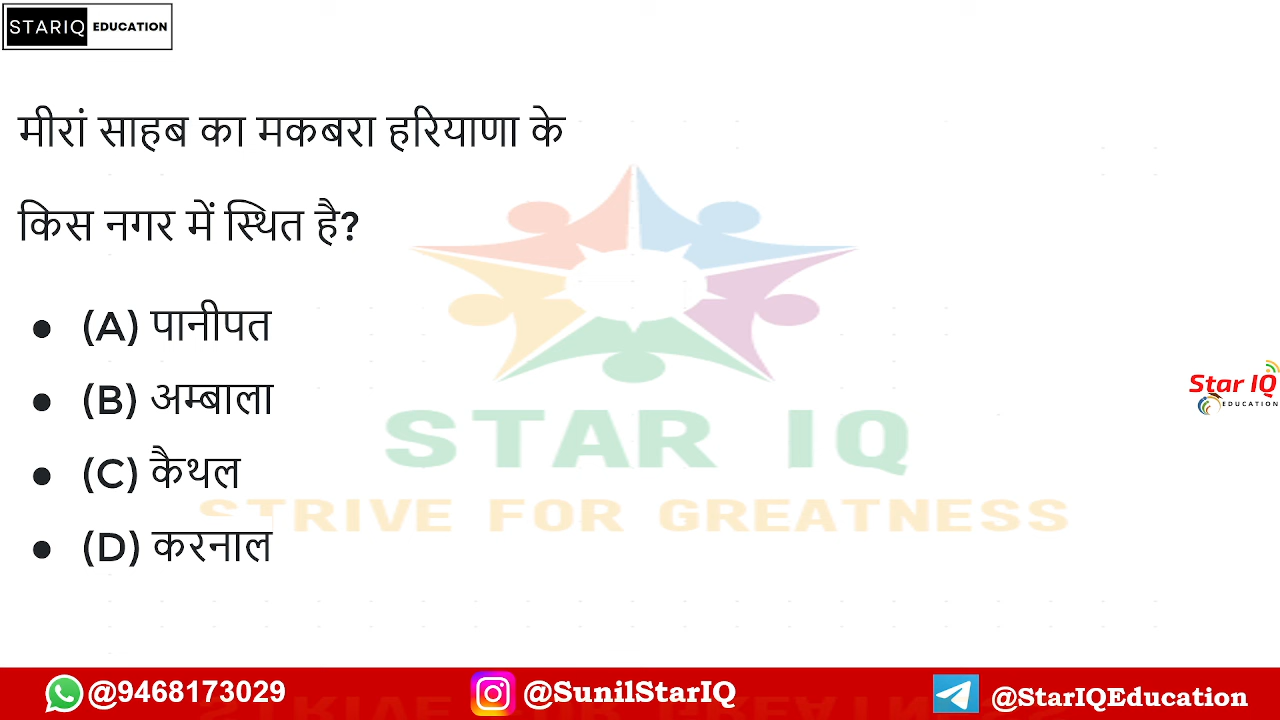 STARIQ EDUCATION
मीरां साहब का मकबरा हरियाणा के
किस नगर में स्थित है?
● (A) पानीपत
● (B) अम्बाला
● (C) कैथल
● (D) करनाल
STAR IQ
STRIVE FOR GREATNESS
Star IQ
EDUCATION
@9468173029 @SunilStarIQ @StarIQEducation